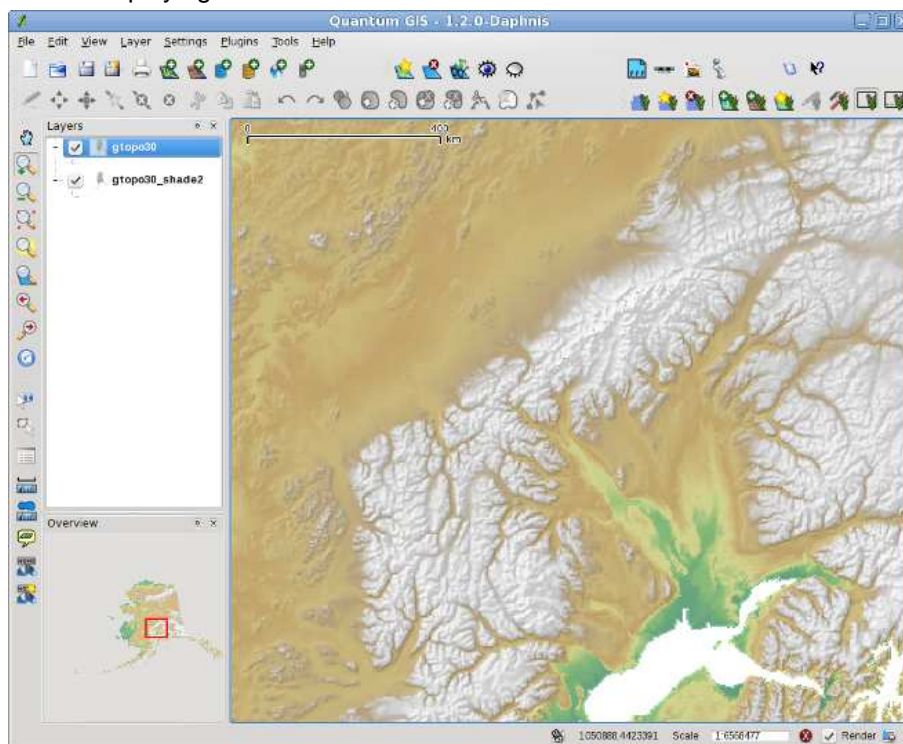 Quantum GIS - 1.2.0-Daphnis
File Edit View Layer Settings Plugins Tools Help
Layers
gtopo30
gtopo30_shade2
0 400
km
Overview
1050888,4423391 Scale 1:6566477 Render